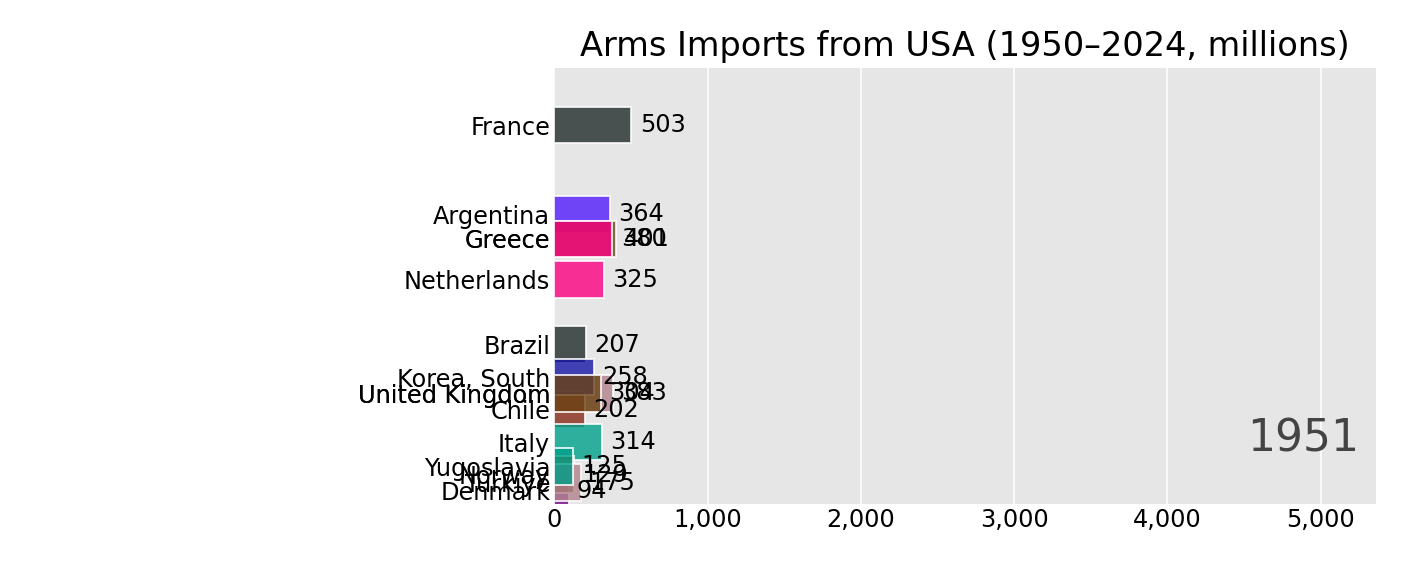 Arms Imports from USA (1950–2024, millions)
France 503
Argentina 364
Greece
Netherlands 325
Brazil 207
Korea, South 258
United Kingdom
Chile 202
Italy 314
Yugoslavia 125
Norway 129
Türkiye 175
Denmark 94
1951
0 1,000 2,000 3,000 4,000 5,000